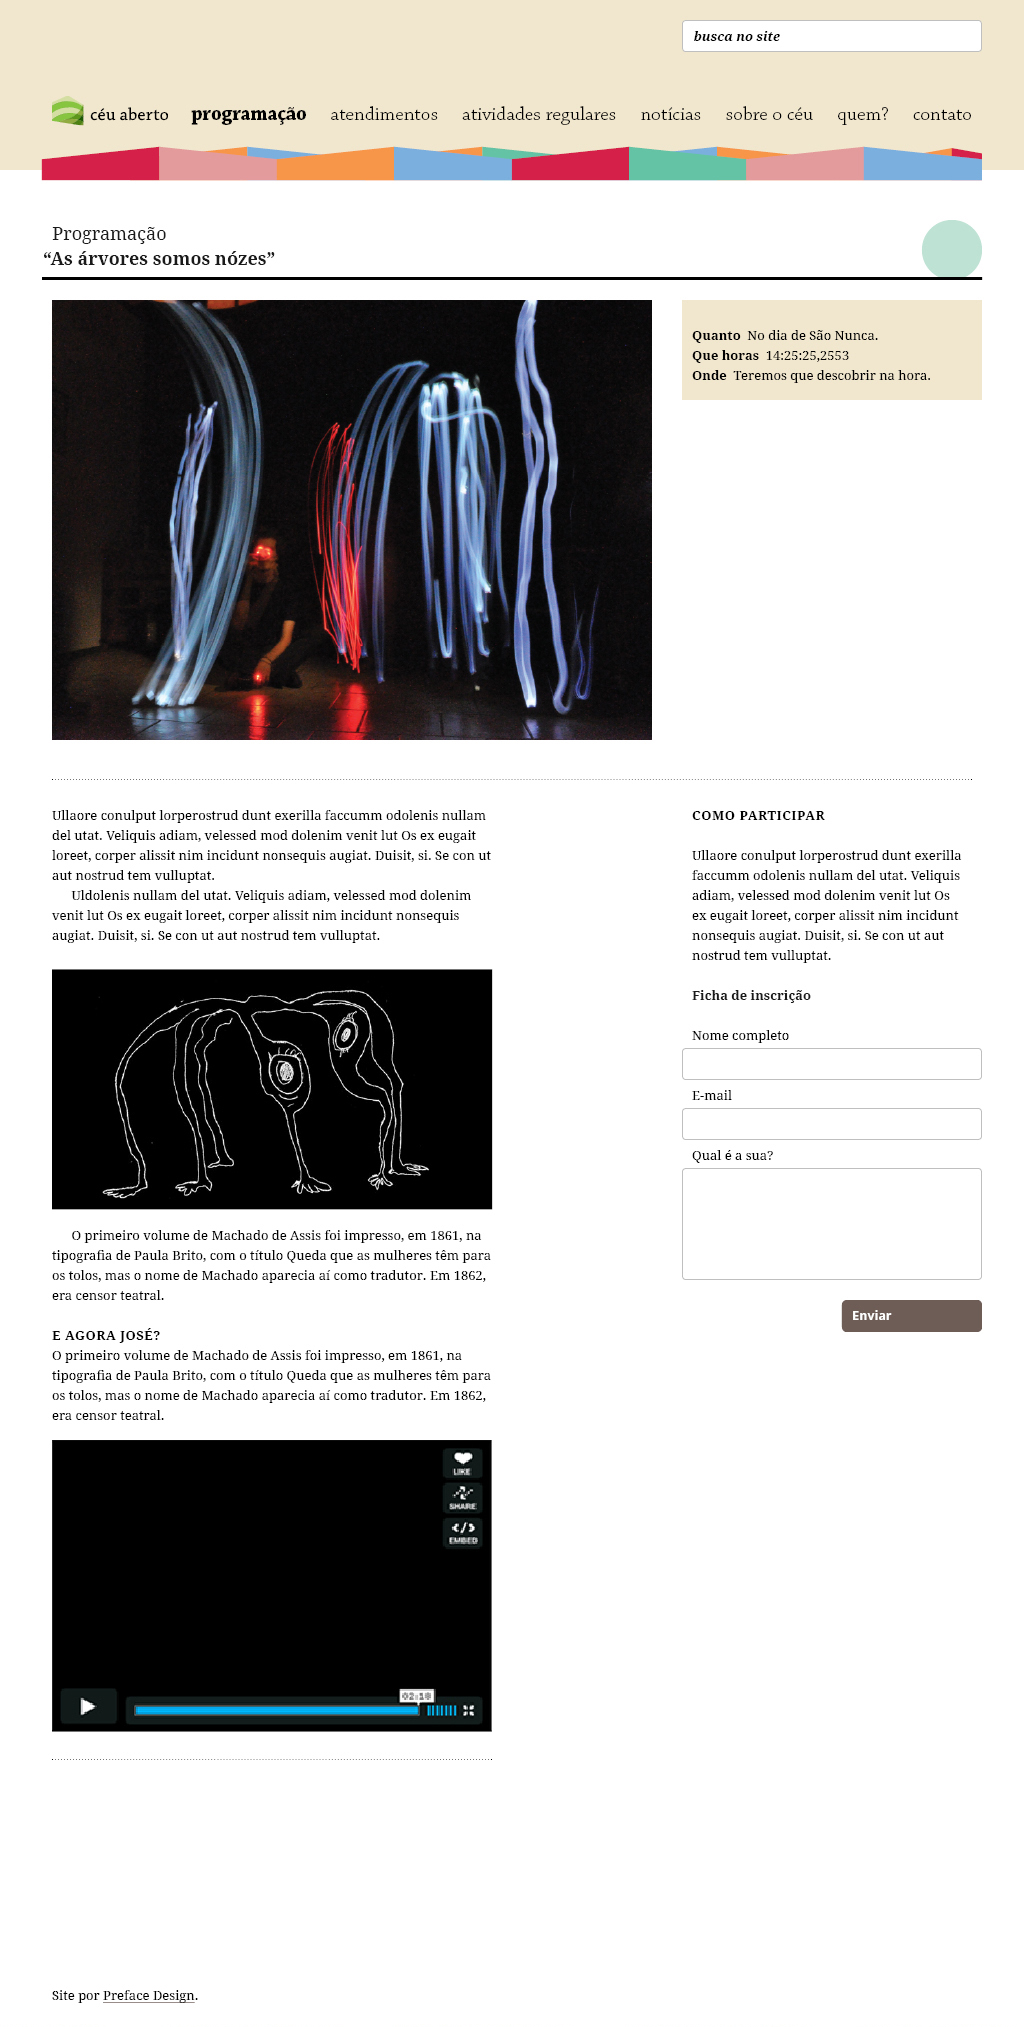 busca no site
céu aberto programação atendimentos atividades regulares notícias sobre o céu quem? contato
Programação
“As árvores somos nózes”
Quanto No dia de São Nunca.
Que horas 14:25:25,2553
Onde Teremos que descobrir na hora.
Ullaore conulput lorperostrud dunt exerilla faccumm odolenis nullam
del utat. Veliquis adiam, velessed mod dolenim venit lut Os ex eugait
loreet, corper alissit nim incidunt nonsequis augiat. Duisit, si. Se con ut
aut nostrud tem vulluptat.
Uldolenis nullam del utat. Veliquis adiam, velessed mod dolenim
venit lut Os ex eugait loreet, corper alissit nim incidunt nonsequis
augiat. Duisit, si. Se con ut aut nostrud tem vulluptat.
O primeiro volume de Machado de Assis foi impresso, em 1861, na
tipografia de Paula Brito, com o título Queda que as mulheres têm para
os tolos, mas o nome de Machado aparecia aí como tradutor. Em 1862,
era censor teatral.
E AGORA JOSÉ?
O primeiro volume de Machado de Assis foi impresso, em 1861, na
tipografia de Paula Brito, com o título Queda que as mulheres têm para
os tolos, mas o nome de Machado aparecia aí como tradutor. Em 1862,
era censor teatral.
LIKE
SHARE
EMBED
02:18
COMO PARTICIPAR
Ullaore conulput lorperostrud dunt exerilla
faccumm odolenis nullam del utat. Veliquis
adiam, velessed mod dolenim venit lut Os
ex eugait loreet, corper alissit nim incidunt
nonsequis augiat. Duisit, si. Se con ut aut
nostrud tem vulluptat.
Ficha de inscrição
Nome completo
E-mail
Qual é a sua?
Enviar
Site por Preface Design.